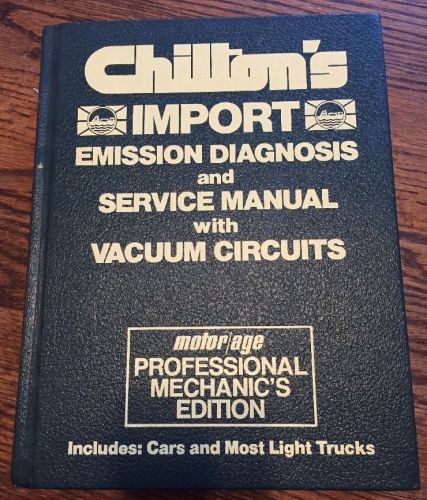 Chilton's
IMPORT
EMISSION DIAGNOSIS
and
SERVICE MANUAL
with
VACUUM CIRCUITS
motor/age
PROFESSIONAL
MECHANIC'S
EDITION
Includes: Cars and Most Light Trucks